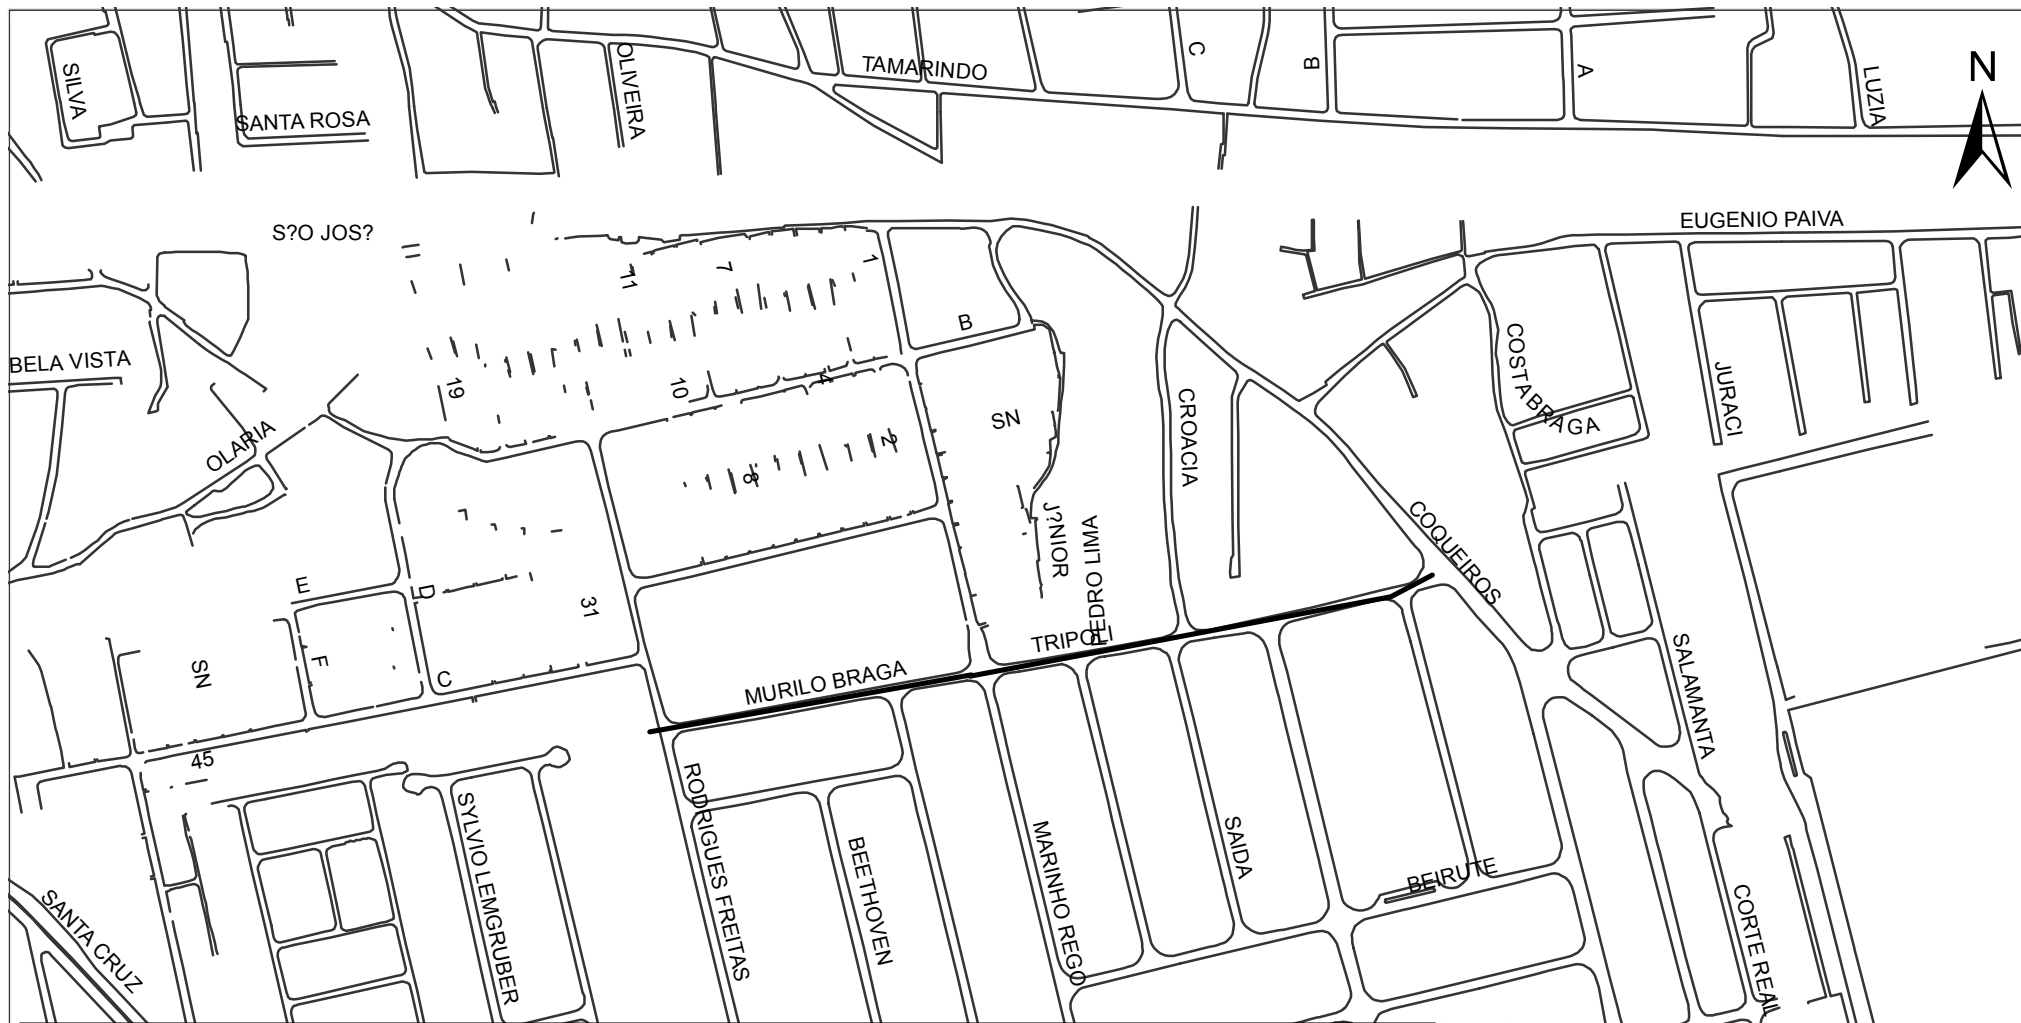 SILVA
SANTA ROSA
OLIVEIRA
TAMARINDO
C
B
A
LUZIA
N
S?O JOS?
EUGENIO PAIVA
11
7
1
B
BELA VISTA
19
10
4
SN
CROACIA
COSTABRAGA
JURACI
OLARIA
8
2
J?NIOR
PEDRO LIMA
COQUEIROS
E
D
31
TRIPOLI
SN
F
C
MURILO BRAGA
SALAMANTA
45
RODRIGUES FREITAS
SYLVIO LEMGRUBER
BEETHOVEN
MARINHO REGO
SAIDA
BEIRUTE
SANTA CRUZ
CORTE REAL